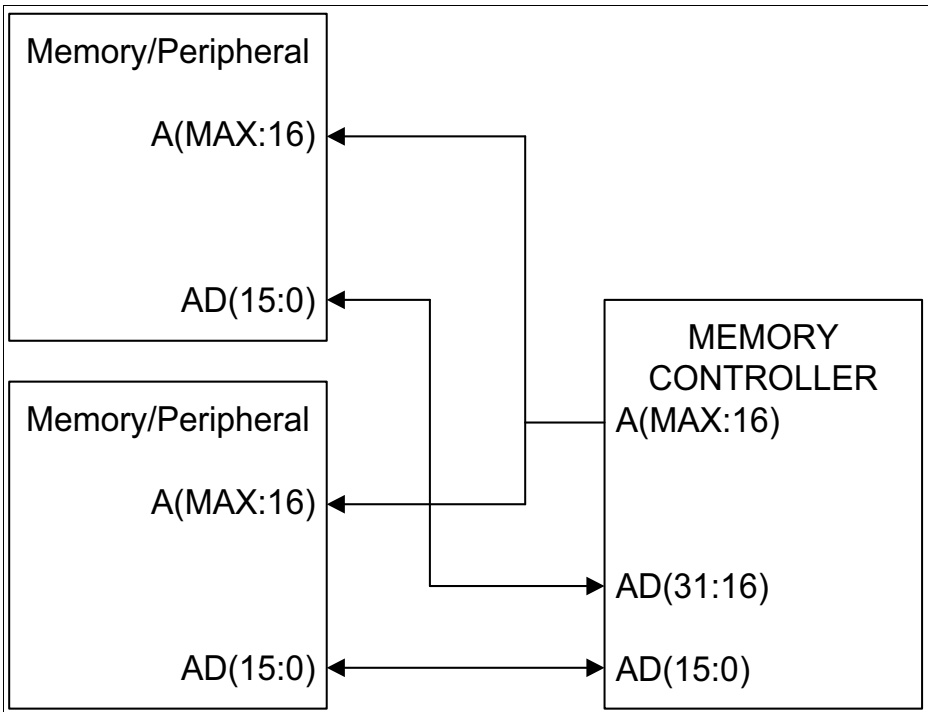 Memory/Peripheral
A(MAX:16)
AD(15:0)
Memory/Peripheral
A(MAX:16)
AD(15:0)
MEMORY
CONTROLLER
A(MAX:16)
AD(31:16)
AD(15:0)